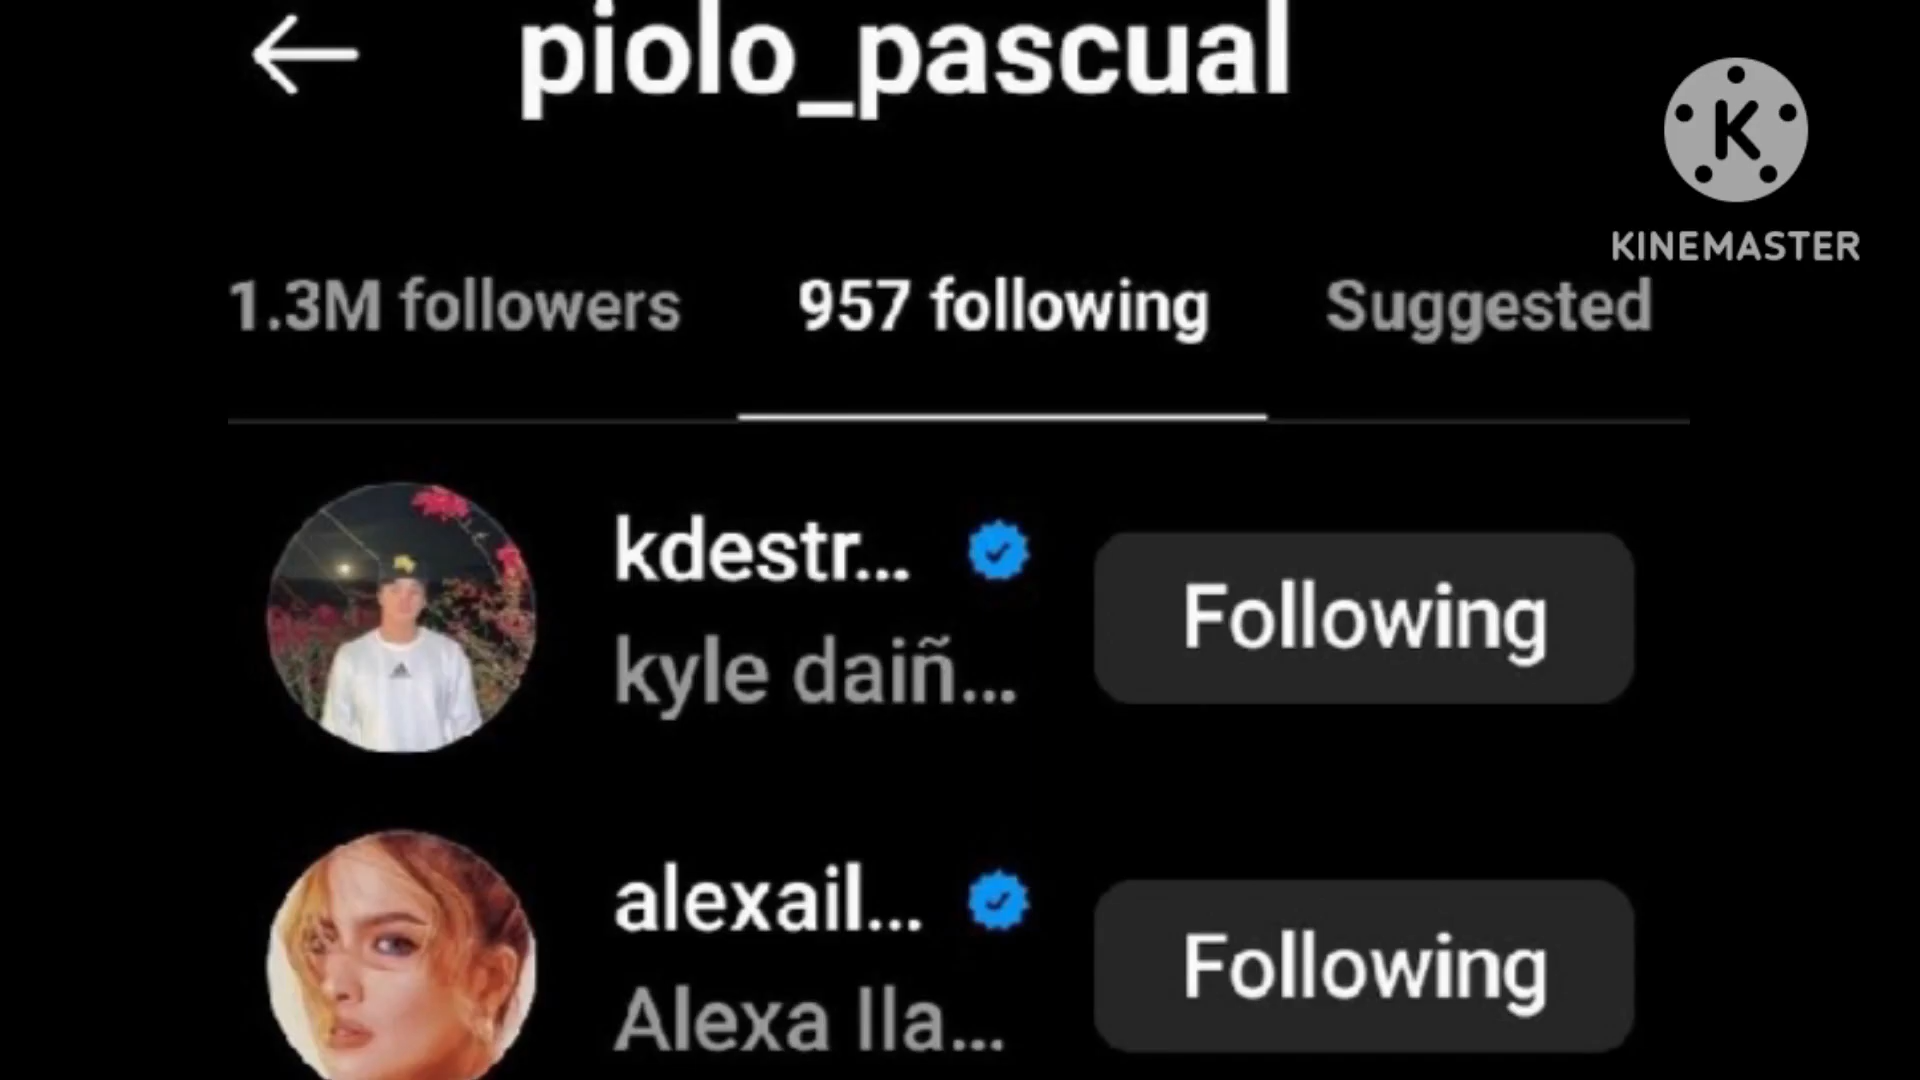 piolo_pascual
K
KINEMASTER
1.3M followers 957 following Suggested
kdestr...
kyle daiñ...
Following
alexail...
Alexa Ila...
Following